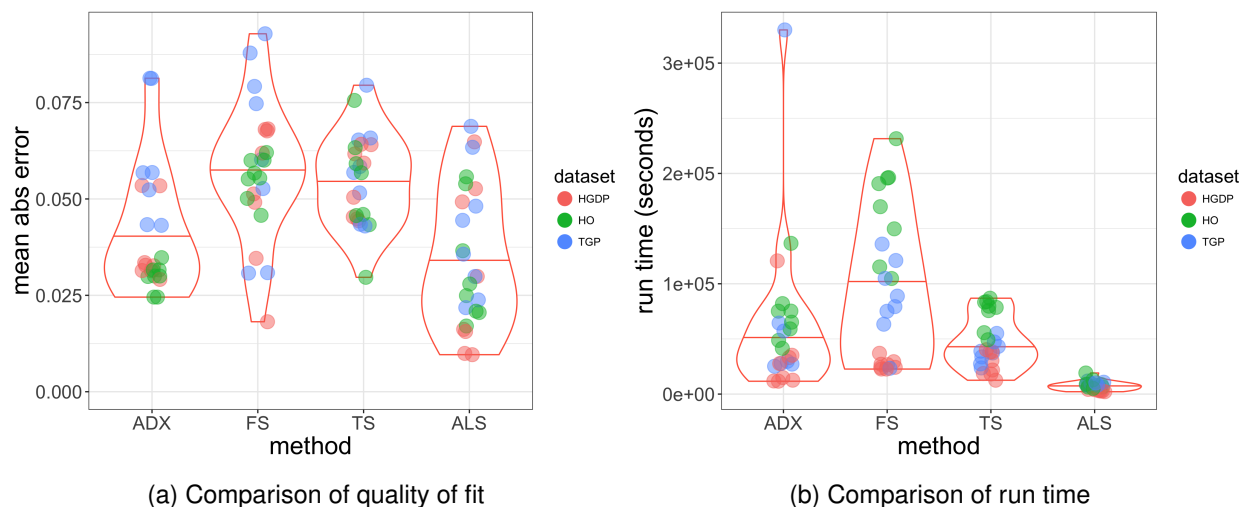 mean abs error
0.075
0.050
0.025
0.000
ADX FS TS ALS
method
dataset
HGDP
HO
TGP
(a) Comparison of quality of fit
run time (seconds)
3e+05
2e+05
1e+05
0e+00
ADX FS TS ALS
method
dataset
HGDP
HO
TGP
(b) Comparison of run time